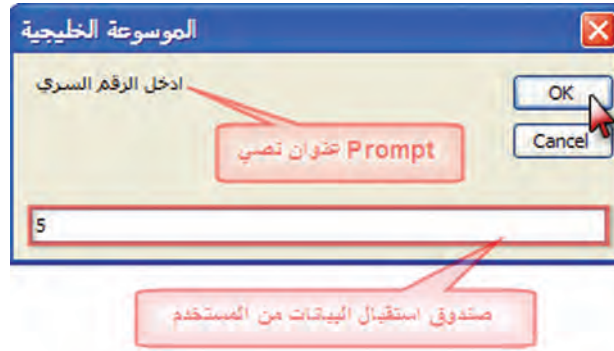 الموسوعة الخليجية
ادخل الرقم السري
OK
Prompt عنوان نصي
Cancel
5
صندوق استقبال البيانات من المستخدم